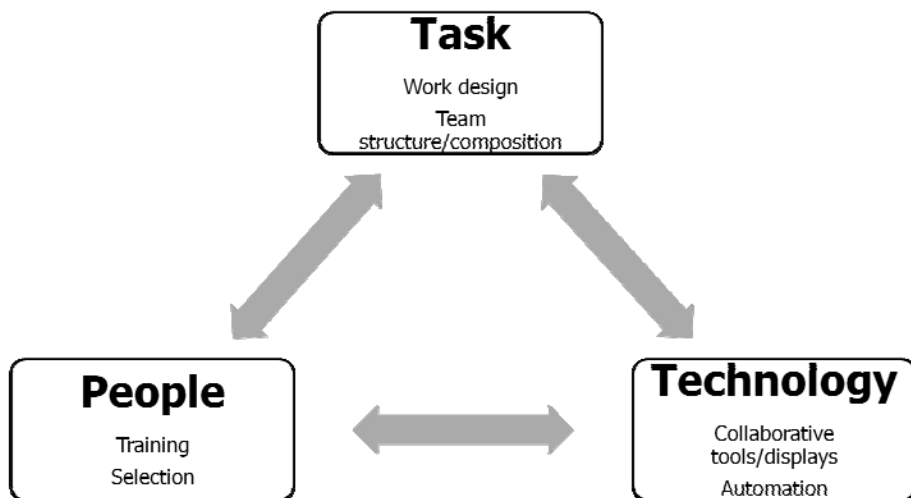 Task
Work design
Team
structure/composition
People
Training
Selection
Technology
Collaborative
tools/displays
Automation